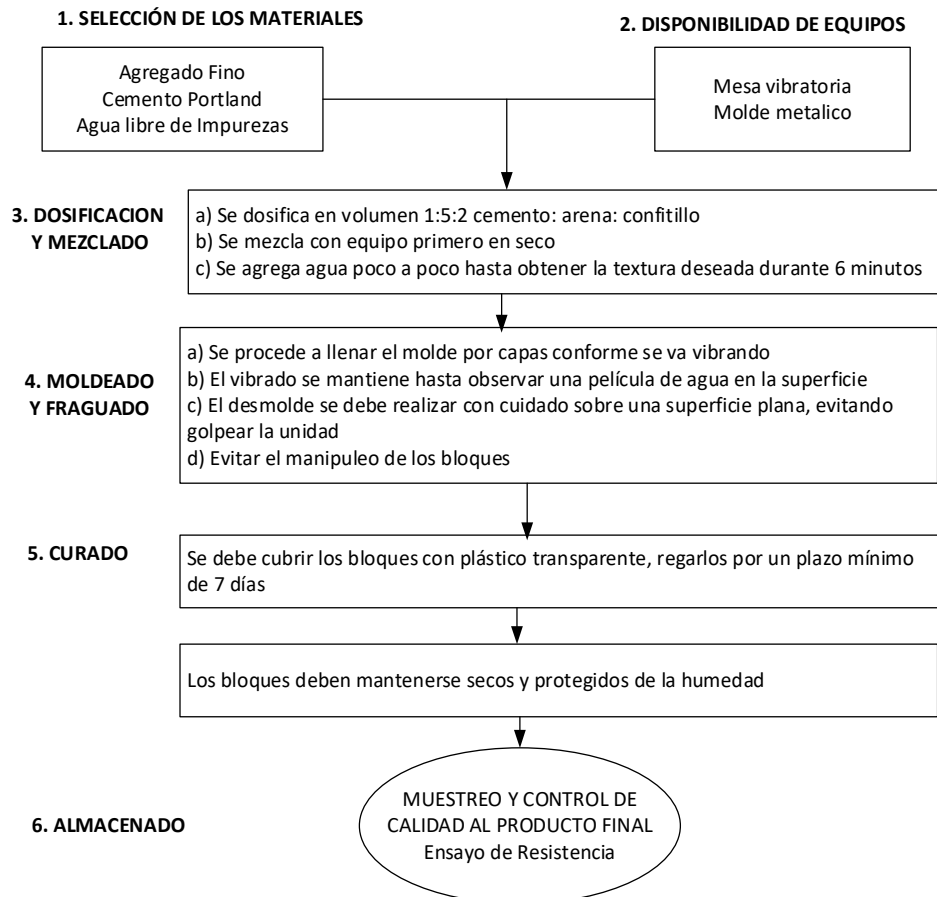 1. SELECCIÓN DE LOS MATERIALES
2. DISPONIBILIDAD DE EQUIPOS
Agregado Fino
Cemento Portland
Agua libre de Impurezas
Mesa vibratoria
Molde metalico
3. DOSIFICACION
Y MEZCLADO
a) Se dosifica en volumen 1:5:2 cemento: arena: confitillo
b) Se mezcla con equipo primero en seco
c) Se agrega agua poco a poco hasta obtener la textura deseada durante 6 minutos
4. MOLDEADO
Y FRAGUADO
a) Se procede a llenar el molde por capas conforme se va vibrando
b) El vibrado se mantiene hasta observar una película de agua en la superficie
c) El desmolde se debe realizar con cuidado sobre una superficie plana, evitando
golpear la unidad
d) Evitar el manipuleo de los bloques
5. CURADO
Se debe cubrir los bloques con plástico transparente, regarlos por un plazo mínimo
de 7 días
Los bloques deben mantenerse secos y protegidos de la humedad
6. ALMACENADO
MUESTREO Y CONTROL DE
CALIDAD AL PRODUCTO FINAL
Ensayo de Resistencia